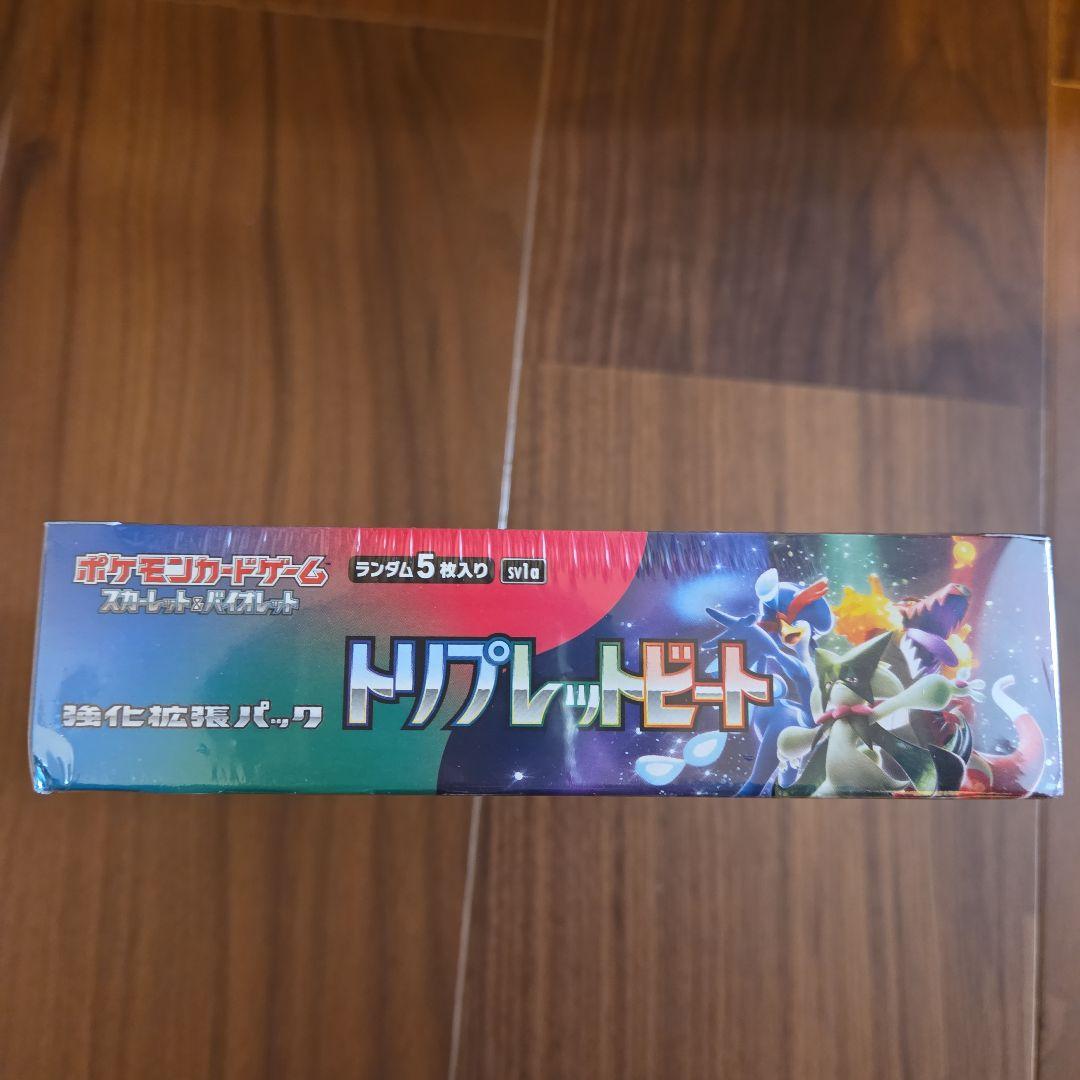 ポケモンカードゲーム
スカーレット&バイオレット
ランダム5枚入り sv1a
強化拡張パック
トリプレットビート